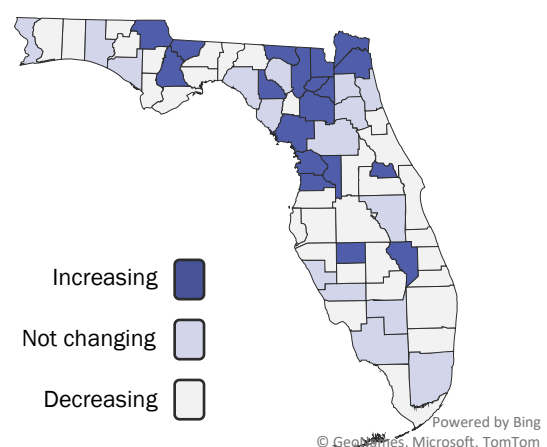 Increasing
Not changing
Decreasing
Powered by Bing
© GeoNames, Microsoft, TomTom